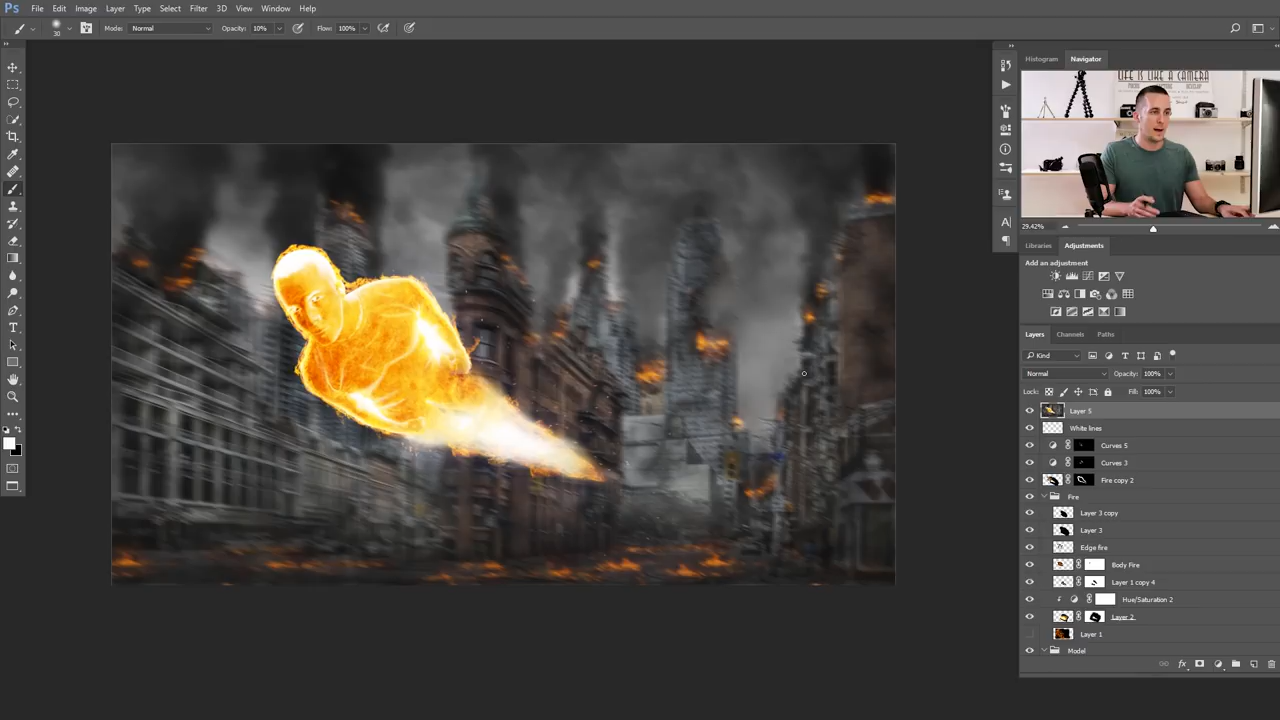 Ps File Edit Image Layer Type Select Filter 3D View Window Help
30 Mode: Normal Opacity: 10% Flow: 100%
Histogram Navigator
LIFE IS LIKE A CAMERA
29.42%
Libraries Adjustments
Add an adjustment
Layers Channels Paths
Kind
Normal Opacity: 100%
Lock: Fill: 100%
Layer 5
White lines
Curves 5
Curves 3
Fire copy 2
Fire
Layer 3 copy
Layer 3
Edge fire
Body Fire
Layer 1 copy 4
Hue/Saturation 2
Layer 2
Layer 1
Model
fx